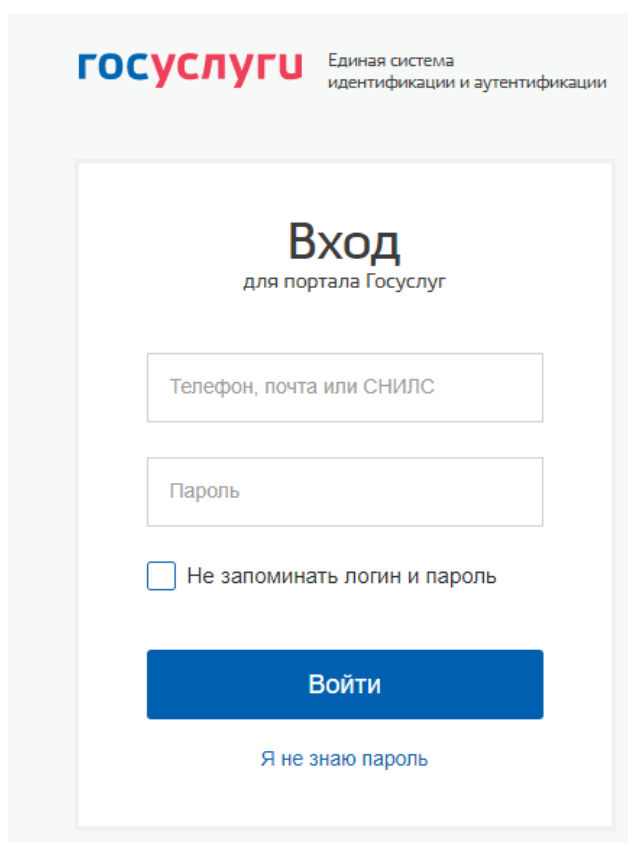 госуслуги
Единая система
идентификации и аутентификации
Вход
для портала Госуслуг
Телефон, почта или СНИЛС
Пароль
Не запоминать логин и пароль
Войти
Я не знаю пароль